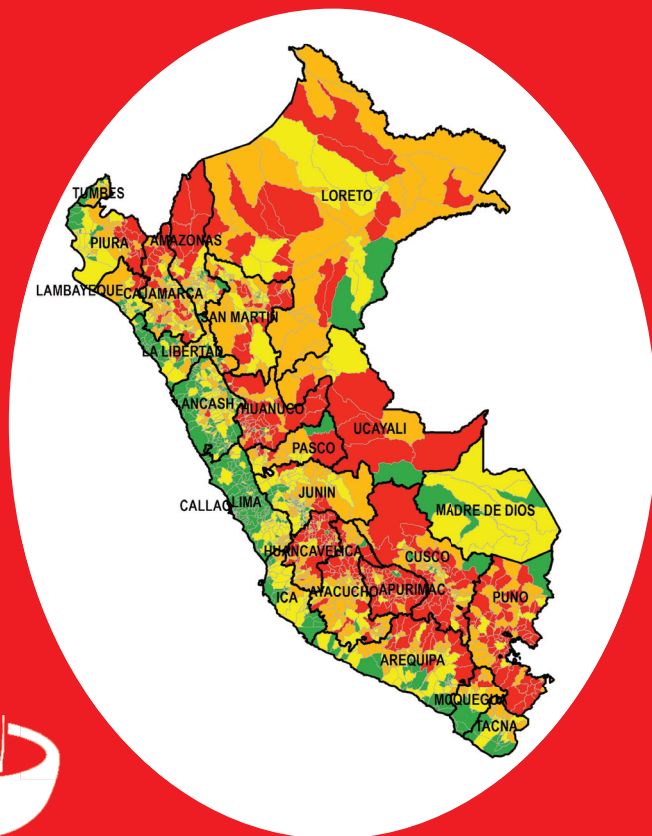 TUMBES
LORETO
PIURA
AMAZONAS
LAMBAYEQUE
CAJAMARCA
SAN MARTIN
LA LIBERTAD
ANCASH
HUANUCO
UCAYALI
PASCO
JUNIN
CALLAO
LIMA
MADRE DE DIOS
HUANCAVELICA
CUSCO
ICA
AYACUCHO
APURIMAC
PUNO
AREQUIPA
MOQUEGUA
TACNA